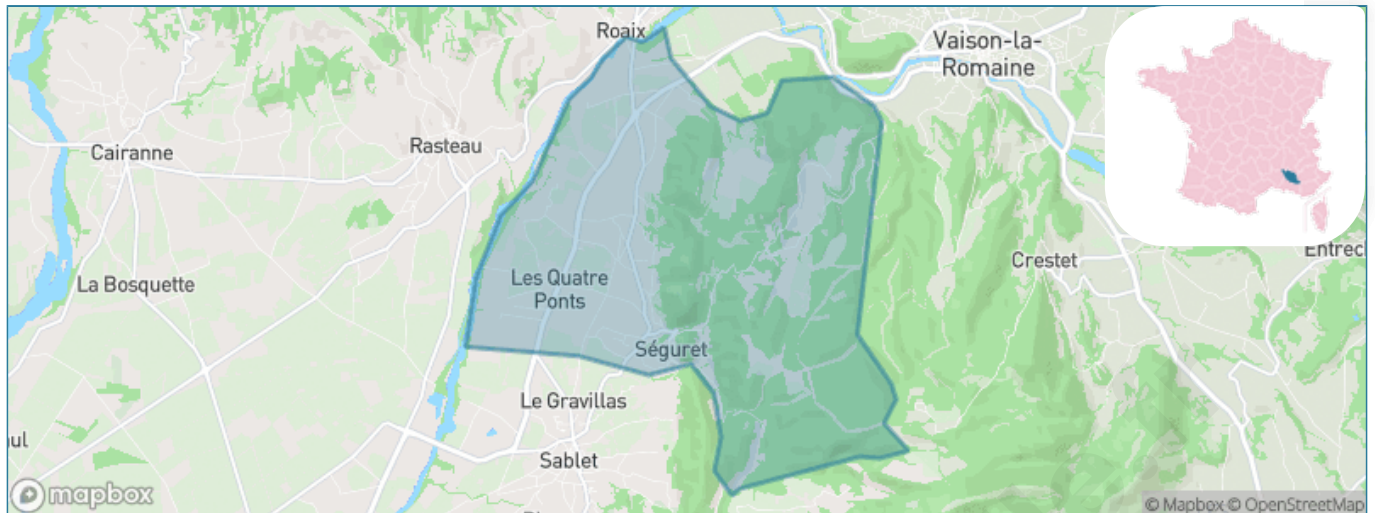 Roaix
Vaison-la-
Romaine
Rasteau
Cairanne
Crestet
Entrec
La Bosquette
Les Quatre
Ponts
Séguret
Le Gravillas
Sablet
aul
mapbox
© Mapbox © OpenStreetMap